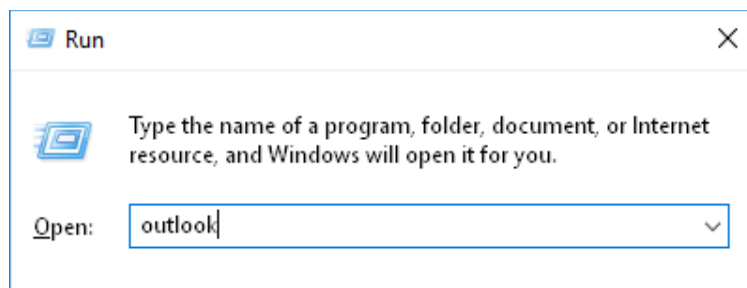 Run
Type the name of a program, folder, document, or Internet
resource, and Windows will open it for you.
Open: outlook